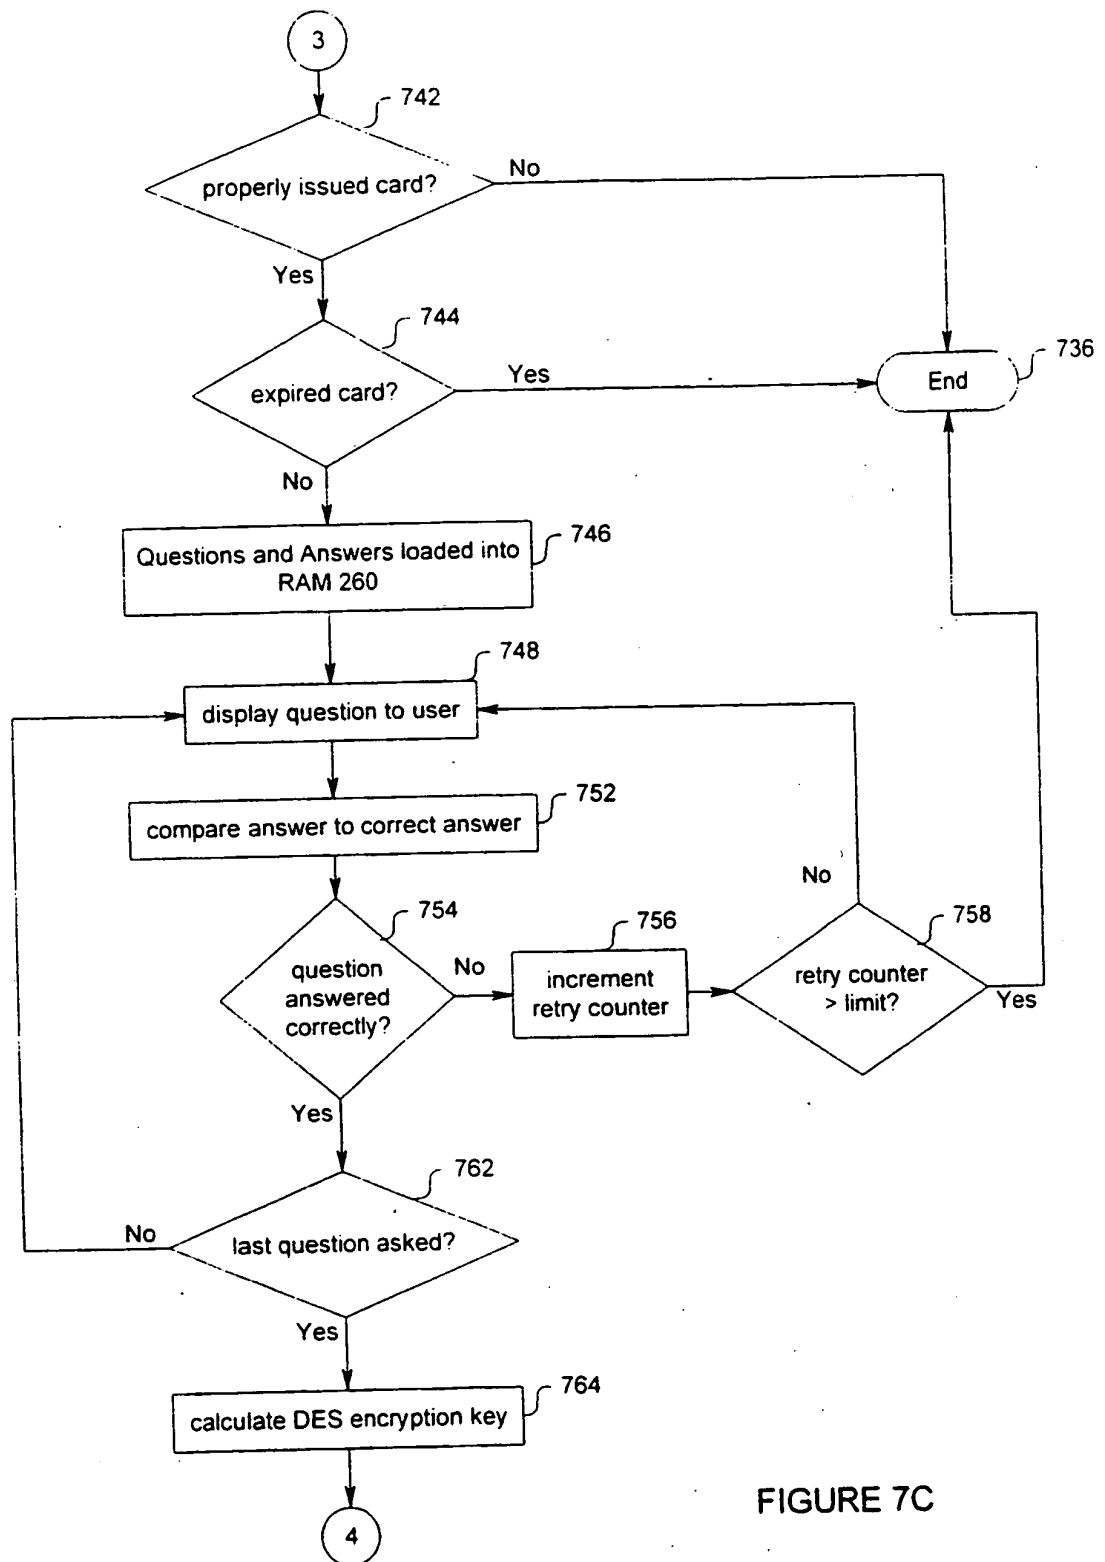 3
742
properly issued card?
No
Yes
744
expired card?
Yes
736
End
No
746
Questions and Answers loaded into
RAM 260
748
display question to user
752
compare answer to correct answer
No
754
question
answered
correctly?
No
756
increment
retry counter
758
retry counter
> limit?
Yes
Yes
762
last question asked?
No
Yes
764
calculate DES encryption key
4
FIGURE 7C